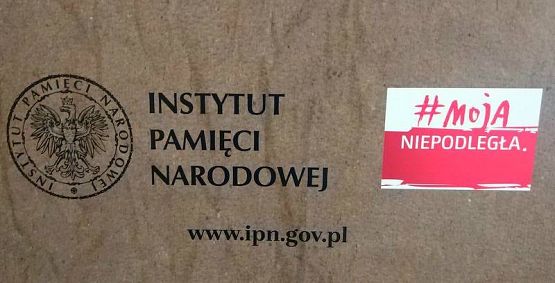 INSTYTUT PAMIĘCI NARODOWEJ
INSTYTUT
PAMIĘCI
NARODOWEJ
www.ipn.gov.pl
#MOJA
NIEPODLEGŁA.